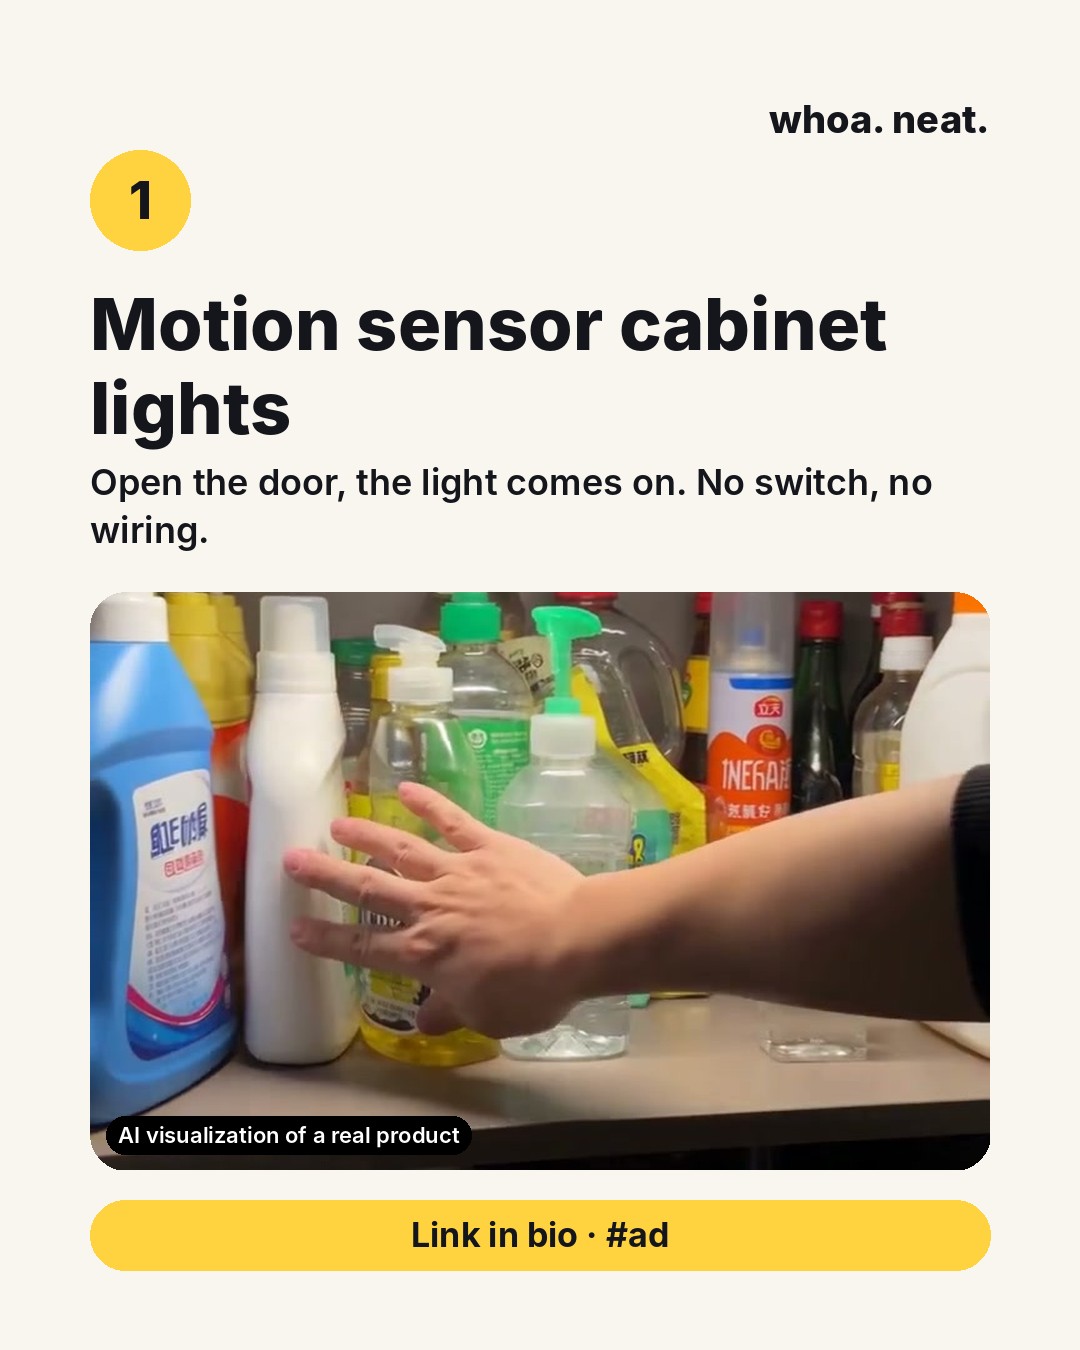 whoa. neat.
1
Motion sensor cabinet
lights
Open the door, the light comes on. No switch, no
wiring.
立天
AI visualization of a real product
Link in bio · #ad